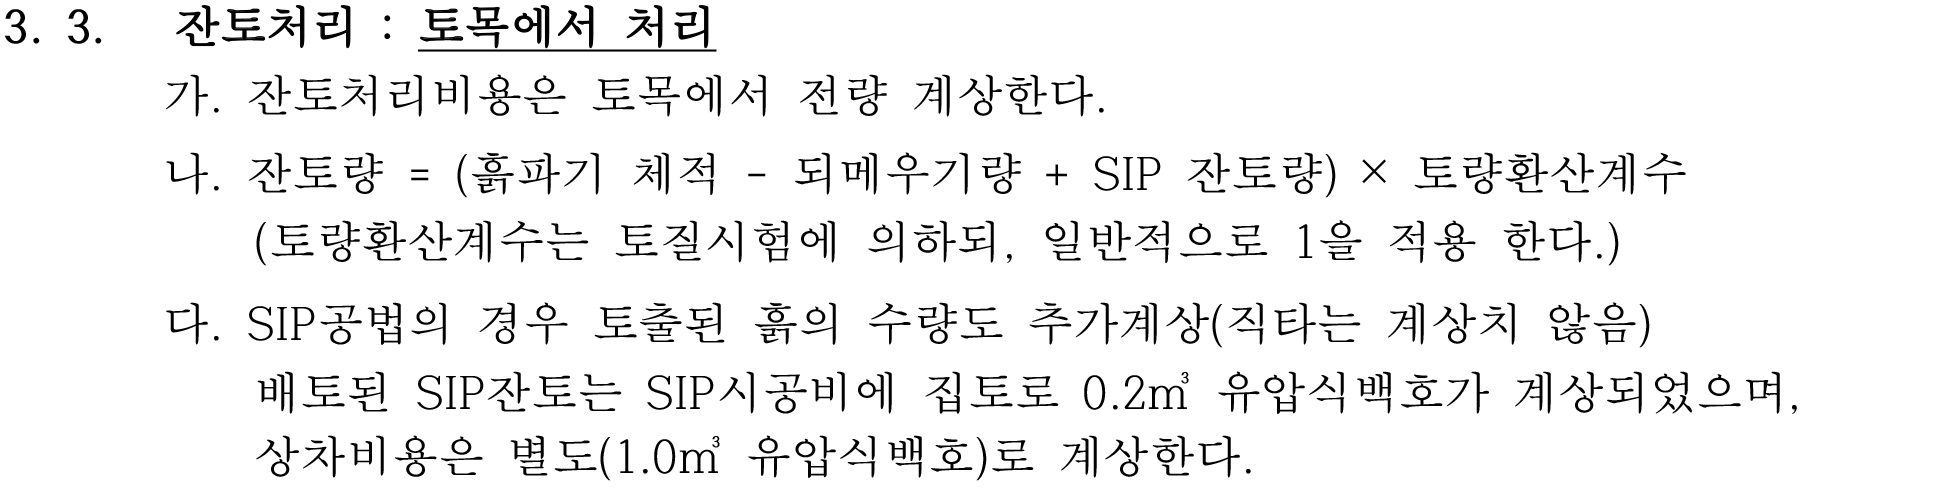 3. 3. 잔토처리 : 토목에서 처리
가. 잔토처리비용은 토목에서 전량 계상한다.
나. 잔토량 = (흙파기 체적 - 되메우기량 + SIP 잔토량) × 토량환산계수
(토량환산계수는 토질시험에 의하되, 일반적으로 1을 적용 한다.)
다. SIP공법의 경우 토출된 흙의 수량도 추가계상(직타는 계상치 않음)
배토된 SIP잔토는 SIP시공비에 집토로 0.2㎥ 유압식백호가 계상되었으며,
상차비용은 별도(1.0㎥ 유압식백호)로 계상한다.